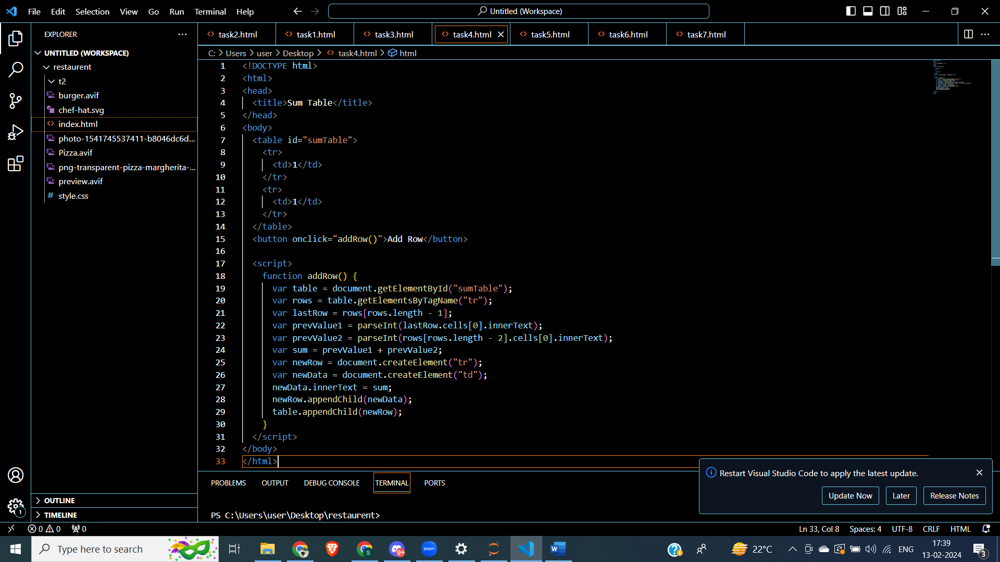 File Edit Selection View Go Run Terminal Help
Untitled (Workspace)
EXPLORER
UNTITLED (WORKSPACE)
restaurent
t2
burger.avif
chef-hat.svg
index.html
photo-1541745537411-b8046dc6d...
Pizza.avif
png-transparent-pizza-margherita-...
preview.avif
# style.css
OUTLINE
TIMELINE
1
task2.html task1.html task3.html task4.html task5.html task6.html task7.html
C: > Users > user > Desktop > task4.html > html
1 <!DOCTYPE html>
2 <html>
3 <head>
4 <title>Sum Table</title>
5 </head>
6 <body>
7 <table id="sumTable">
8 <tr>
9 <td>1</td>
10 </tr>
11 <tr>
12 <td>1</td>
13 </tr>
14 </table>
15 <button onclick="addRow()">Add Row</button>
16
17 <script>
18 function addRow() {
19 var table = document.getElementById("sumTable");
20 var rows = table.getElementsByTagName("tr");
21 var lastRow = rows[rows.length - 1];
22 var prevValue1 = parseInt(lastRow.cells[0].innerText);
23 var prevValue2 = parseInt(rows[rows.length - 2].cells[0].innerText);
24 var sum = prevValue1 + prevValue2;
25 var newRow = document.createElement("tr");
26 var newData = document.createElement("td");
27 newData.innerText = sum;
28 newRow.appendChild(newData);
29 table.appendChild(newRow);
30 }
31 </script>
32 </body>
33 </html>
PROBLEMS OUTPUT DEBUG CONSOLE TERMINAL PORTS
PS C:\Users\user\Desktop\restaurent>
Restart Visual Studio Code to apply the latest update.
Update Now Later Release Notes
0 0 0
Ln 33, Col 8 Spaces: 4 UTF-8 CRLF HTML
Type here to search
S
9+
zoom
W
22°C
ENG
17:39
13-02-2024
3